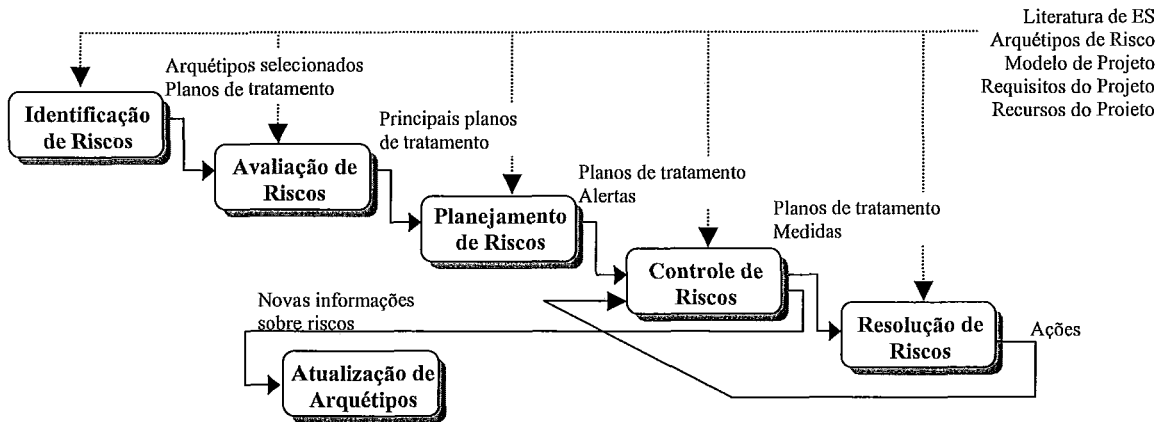 Literatura de ES
Arquétipos de Risco
Modelo de Projeto
Requisitos do Projeto
Recursos do Projeto
Arquétipos selecionados
Planos de tratamento
Identificação
de Riscos
Principais planos
de tratamento
Avaliação de
Riscos
Planos de tratamento
Alertas
Planejamento
de Riscos
Planos de tratamento
Medidas
Controle de
Riscos
Novas informações
sobre riscos
Resolução de
Riscos
Ações
Atualização de
Arquétipos